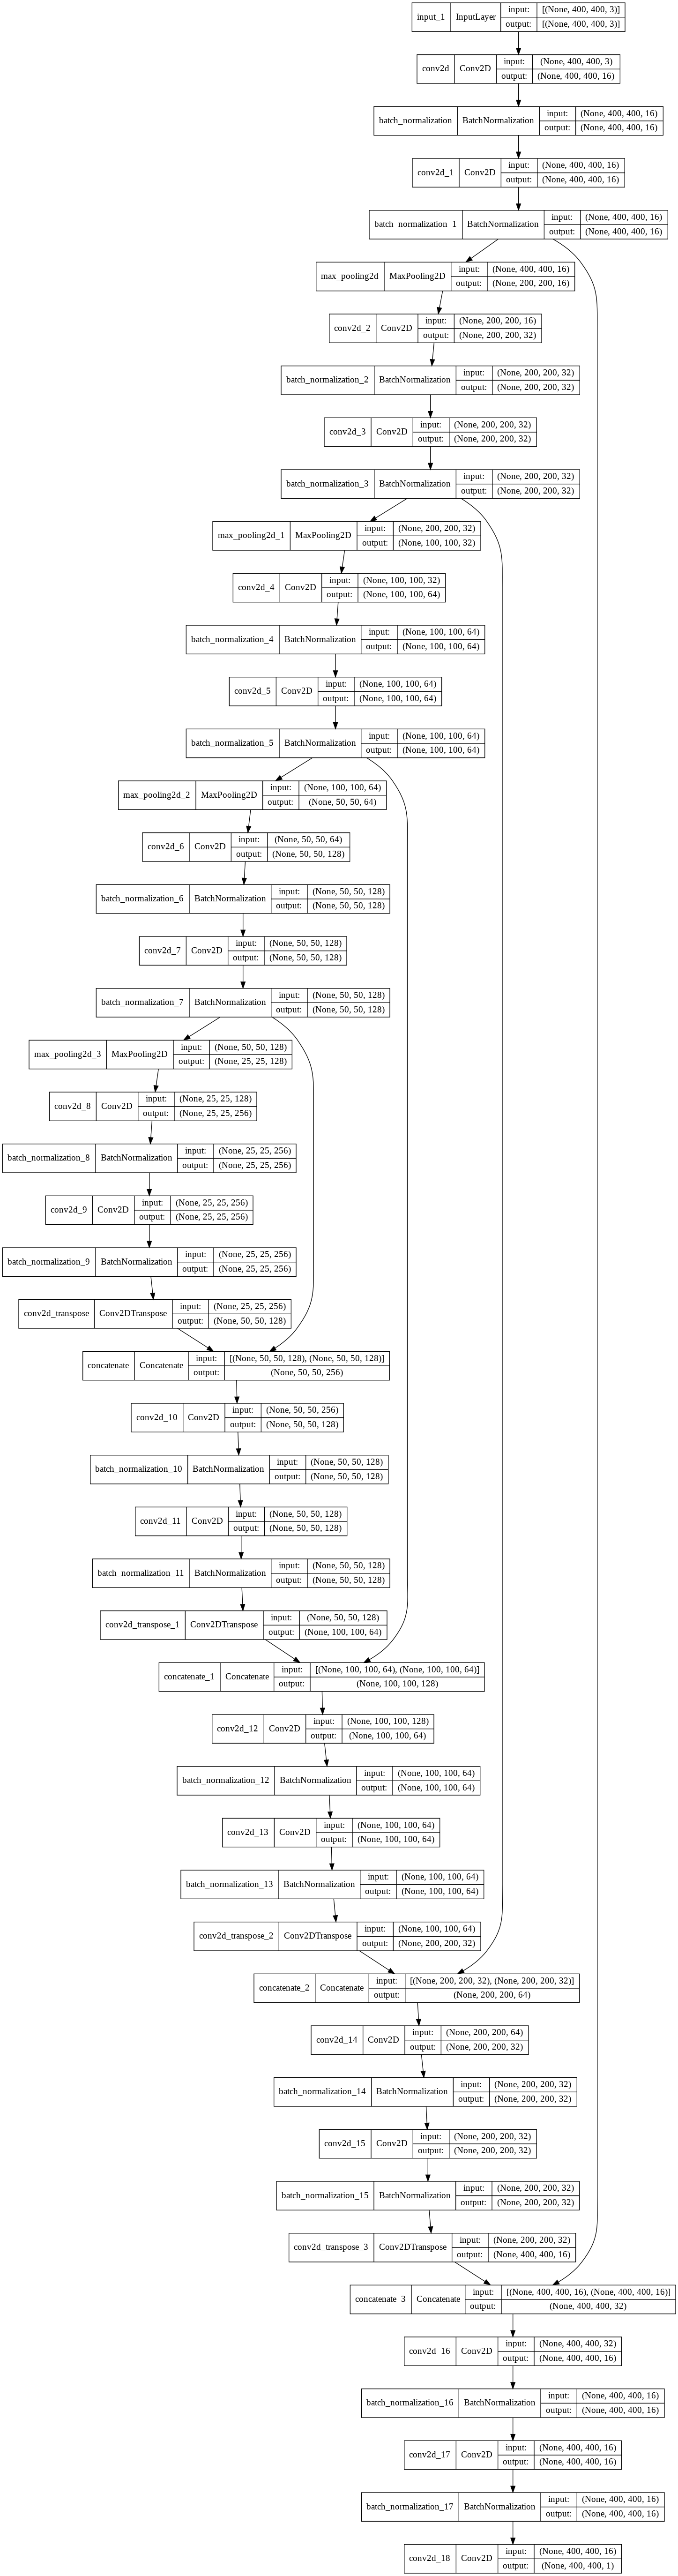 input_1 InputLayer input: [(None, 400, 400, 3)]
output: [(None, 400, 400, 3)]
conv2d Conv2D input: (None, 400, 400, 3)
output: (None, 400, 400, 16)
batch_normalization BatchNormalization input: (None, 400, 400, 16)
output: (None, 400, 400, 16)
conv2d_1 Conv2D input: (None, 400, 400, 16)
output: (None, 400, 400, 16)
batch_normalization_1 BatchNormalization input: (None, 400, 400, 16)
output: (None, 400, 400, 16)
max_pooling2d MaxPooling2D input: (None, 400, 400, 16)
output: (None, 200, 200, 16)
conv2d_2 Conv2D input: (None, 200, 200, 16)
output: (None, 200, 200, 32)
batch_normalization_2 BatchNormalization input: (None, 200, 200, 32)
output: (None, 200, 200, 32)
conv2d_3 Conv2D input: (None, 200, 200, 32)
output: (None, 200, 200, 32)
batch_normalization_3 BatchNormalization input: (None, 200, 200, 32)
output: (None, 200, 200, 32)
max_pooling2d_1 MaxPooling2D input: (None, 200, 200, 32)
output: (None, 100, 100, 32)
conv2d_4 Conv2D input: (None, 100, 100, 32)
output: (None, 100, 100, 64)
batch_normalization_4 BatchNormalization input: (None, 100, 100, 64)
output: (None, 100, 100, 64)
conv2d_5 Conv2D input: (None, 100, 100, 64)
output: (None, 100, 100, 64)
batch_normalization_5 BatchNormalization input: (None, 100, 100, 64)
output: (None, 100, 100, 64)
max_pooling2d_2 MaxPooling2D input: (None, 100, 100, 64)
output: (None, 50, 50, 64)
conv2d_6 Conv2D input: (None, 50, 50, 64)
output: (None, 50, 50, 128)
batch_normalization_6 BatchNormalization input: (None, 50, 50, 128)
output: (None, 50, 50, 128)
conv2d_7 Conv2D input: (None, 50, 50, 128)
output: (None, 50, 50, 128)
batch_normalization_7 BatchNormalization input: (None, 50, 50, 128)
output: (None, 50, 50, 128)
max_pooling2d_3 MaxPooling2D input: (None, 50, 50, 128)
output: (None, 25, 25, 128)
conv2d_8 Conv2D input: (None, 25, 25, 128)
output: (None, 25, 25, 256)
batch_normalization_8 BatchNormalization input: (None, 25, 25, 256)
output: (None, 25, 25, 256)
conv2d_9 Conv2D input: (None, 25, 25, 256)
output: (None, 25, 25, 256)
batch_normalization_9 BatchNormalization input: (None, 25, 25, 256)
output: (None, 25, 25, 256)
conv2d_transpose Conv2DTranspose input: (None, 25, 25, 256)
output: (None, 50, 50, 128)
concatenate Concatenate input: [(None, 50, 50, 128), (None, 50, 50, 128)]
output: (None, 50, 50, 256)
conv2d_10 Conv2D input: (None, 50, 50, 256)
output: (None, 50, 50, 128)
batch_normalization_10 BatchNormalization input: (None, 50, 50, 128)
output: (None, 50, 50, 128)
conv2d_11 Conv2D input: (None, 50, 50, 128)
output: (None, 50, 50, 128)
batch_normalization_11 BatchNormalization input: (None, 50, 50, 128)
output: (None, 50, 50, 128)
conv2d_transpose_1 Conv2DTranspose input: (None, 50, 50, 128)
output: (None, 100, 100, 64)
concatenate_1 Concatenate input: [(None, 100, 100, 64), (None, 100, 100, 64)]
output: (None, 100, 100, 128)
conv2d_12 Conv2D input: (None, 100, 100, 128)
output: (None, 100, 100, 64)
batch_normalization_12 BatchNormalization input: (None, 100, 100, 64)
output: (None, 100, 100, 64)
conv2d_13 Conv2D input: (None, 100, 100, 64)
output: (None, 100, 100, 64)
batch_normalization_13 BatchNormalization input: (None, 100, 100, 64)
output: (None, 100, 100, 64)
conv2d_transpose_2 Conv2DTranspose input: (None, 100, 100, 64)
output: (None, 200, 200, 32)
concatenate_2 Concatenate input: [(None, 200, 200, 32), (None, 200, 200, 32)]
output: (None, 200, 200, 64)
conv2d_14 Conv2D input: (None, 200, 200, 64)
output: (None, 200, 200, 32)
batch_normalization_14 BatchNormalization input: (None, 200, 200, 32)
output: (None, 200, 200, 32)
conv2d_15 Conv2D input: (None, 200, 200, 32)
output: (None, 200, 200, 32)
batch_normalization_15 BatchNormalization input: (None, 200, 200, 32)
output: (None, 200, 200, 32)
conv2d_transpose_3 Conv2DTranspose input: (None, 200, 200, 32)
output: (None, 400, 400, 16)
concatenate_3 Concatenate input: [(None, 400, 400, 16), (None, 400, 400, 16)]
output: (None, 400, 400, 32)
conv2d_16 Conv2D input: (None, 400, 400, 32)
output: (None, 400, 400, 16)
batch_normalization_16 BatchNormalization input: (None, 400, 400, 16)
output: (None, 400, 400, 16)
conv2d_17 Conv2D input: (None, 400, 400, 16)
output: (None, 400, 400, 16)
batch_normalization_17 BatchNormalization input: (None, 400, 400, 16)
output: (None, 400, 400, 16)
conv2d_18 Conv2D input: (None, 400, 400, 16)
output: (None, 400, 400, 1)